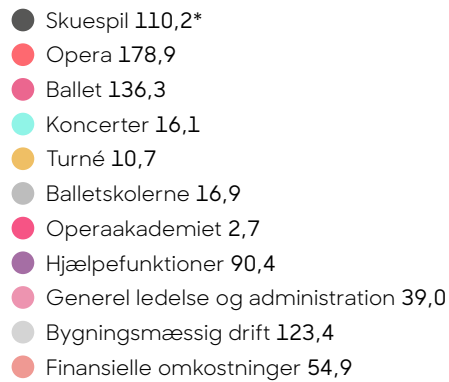 Skuespil 110,2*
Opera 178,9
Ballet 136,3
Koncerter 16,1
Turné 10,7
Balletskolerne 16,9
Operaakademiet 2,7
Hjælpefunktioner 90,4
Generel ledelse og administration 39,0
Bygningsmæssig drift 123,4
Finansielle omkostninger 54,9